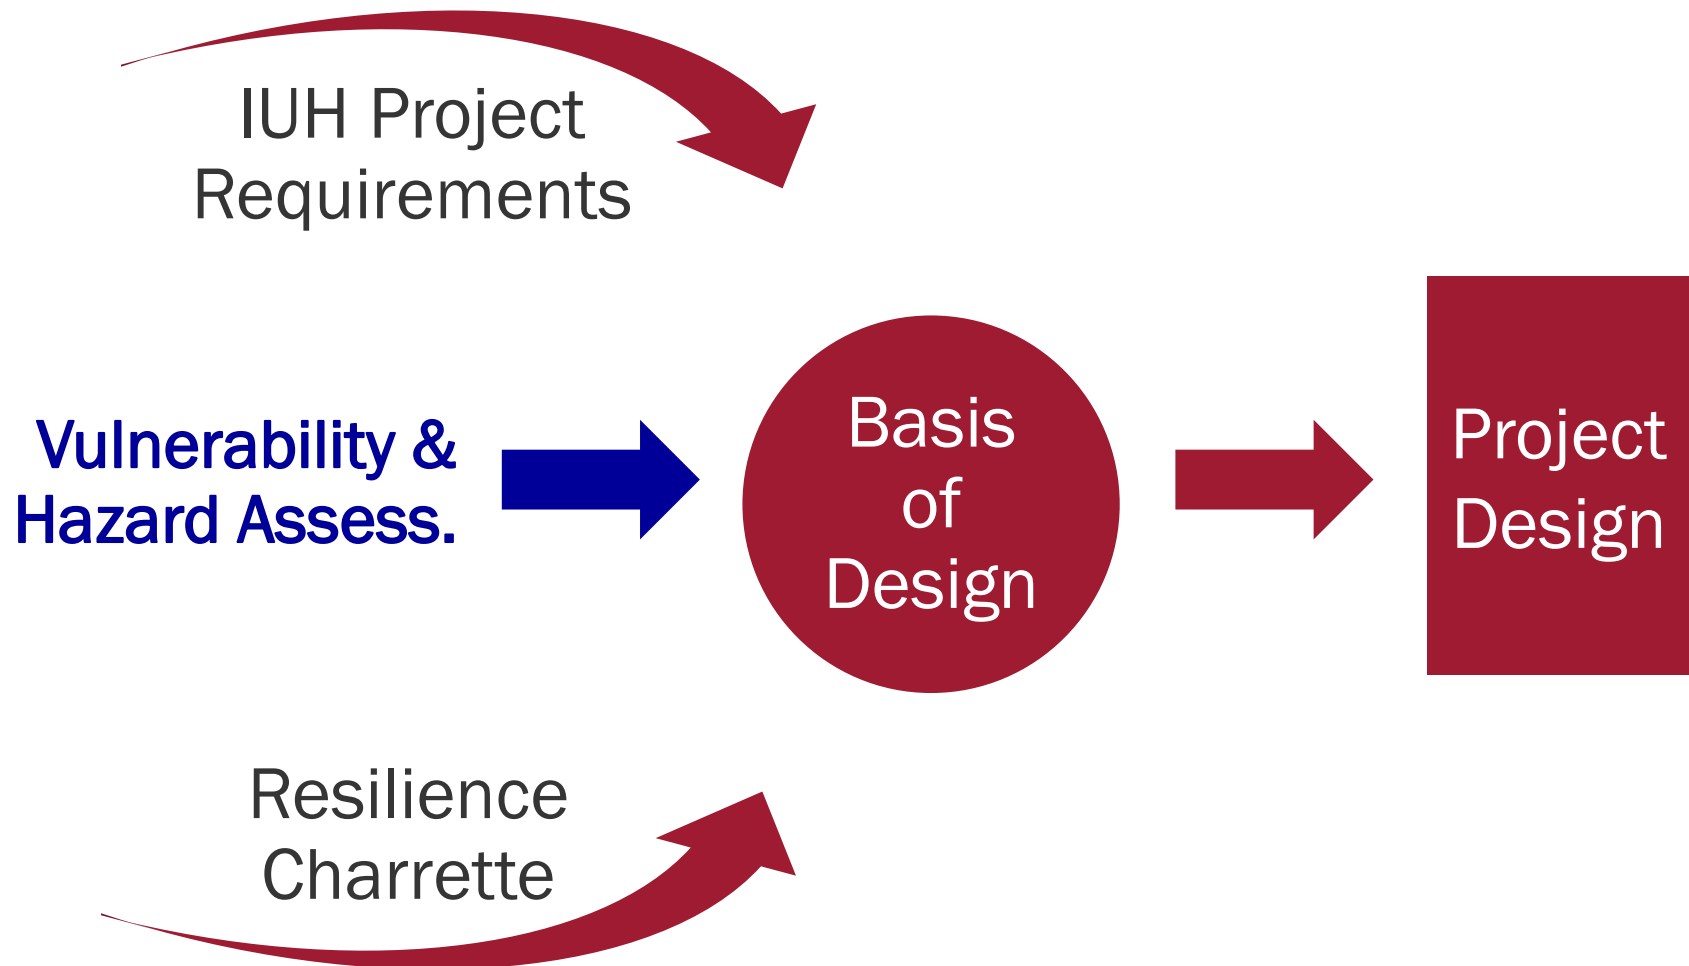 IUH Project
Requirements
Vulnerability &
Hazard Assess.
Basis
of
Design
Project
Design
Resilience
Charrette